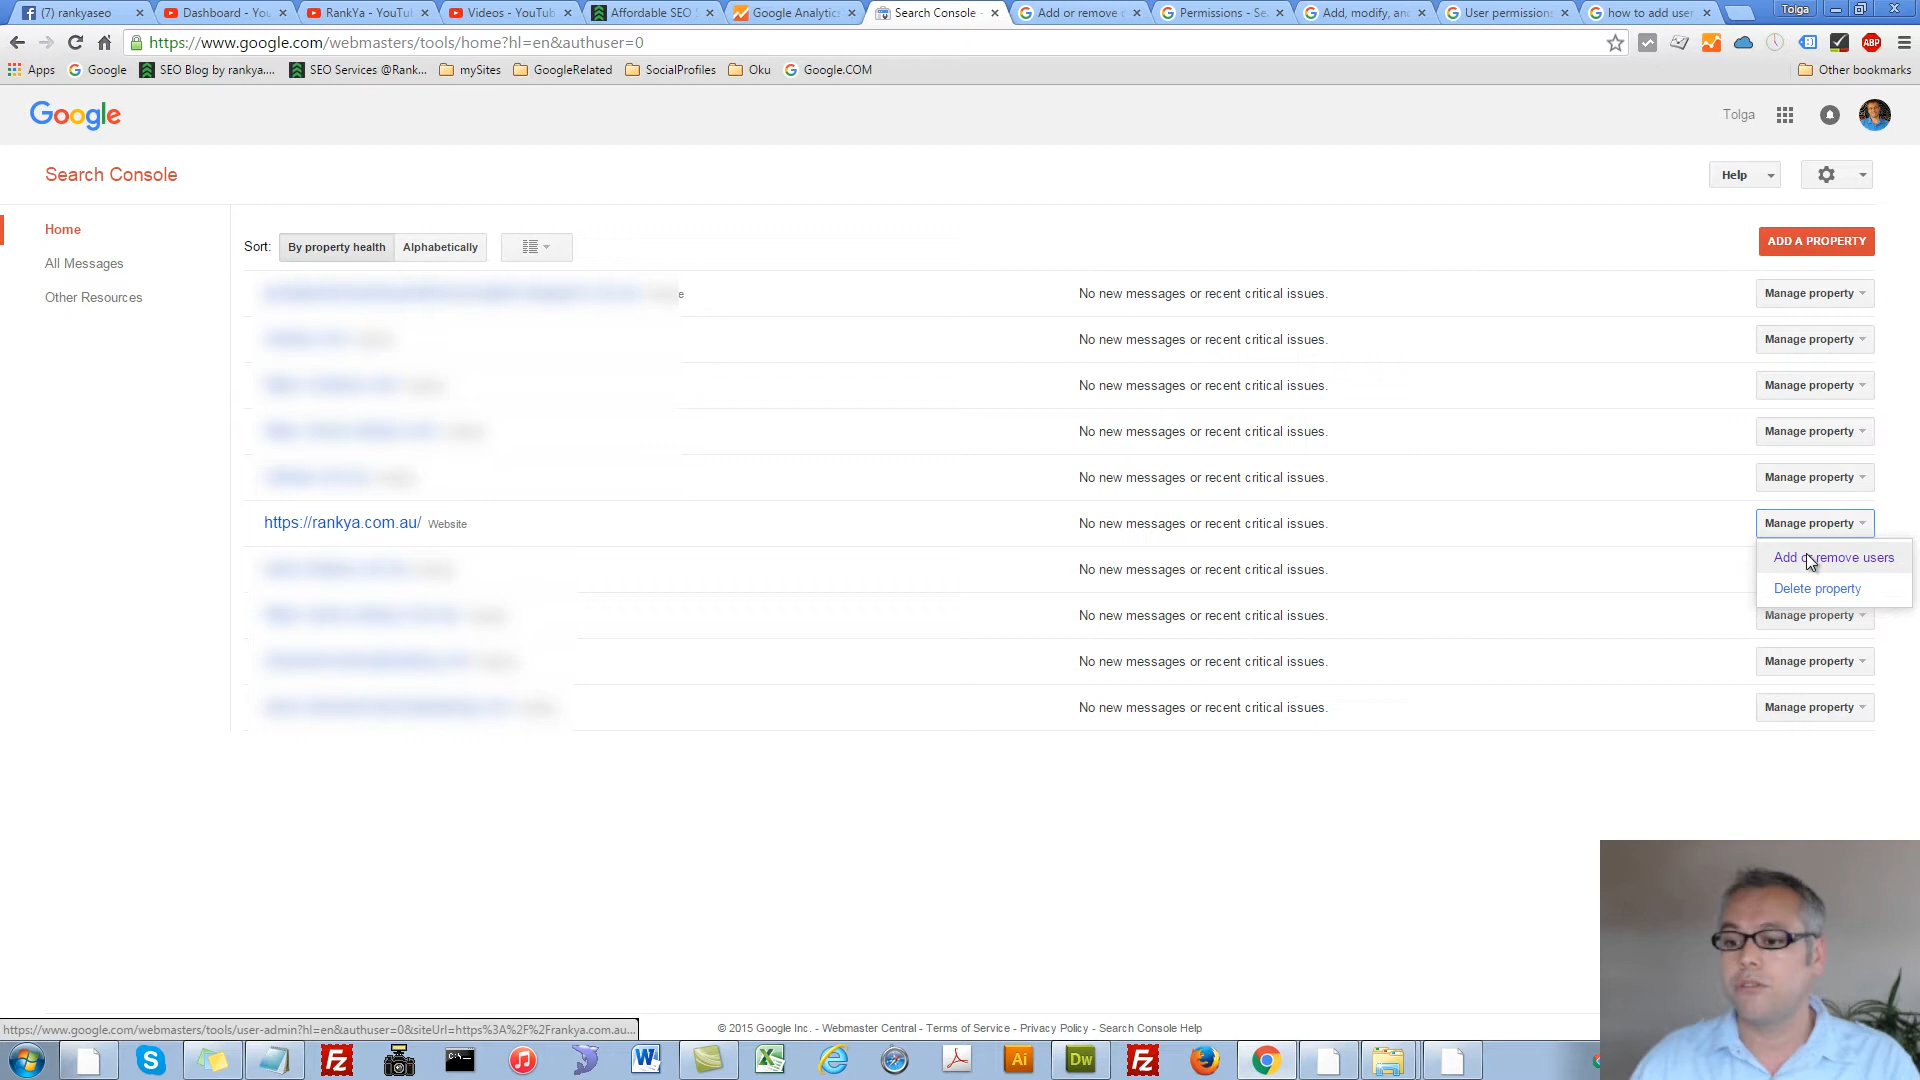 (7) rankyaseo
Dashboard - You
RankYa - YouTu
Videos - YouTub
Affordable SEO
Google Analytic
Search Console -
Add or remove
Permissions - Se
Add, modify, an
User permission
how to add user
Tolga
https://www.google.com/webmasters/tools/home?hl=en&authuser=0
ABP
Apps
Google
SEO Blog by rankya....
SEO Services @Rank...
mySites
GoogleRelated
SocialProfiles
Oku
Google.COM
Other bookmarks
Google
Tolga
Search Console
Help
Home
All Messages
Other Resources
Sort:
By property health
Alphabetically
ADD A PROPERTY
No new messages or recent critical issues.
Manage property
No new messages or recent critical issues.
Manage property
No new messages or recent critical issues.
Manage property
No new messages or recent critical issues.
Manage property
No new messages or recent critical issues.
Manage property
https://rankya.com.au/ Website
No new messages or recent critical issues.
Manage property
Add or remove users
Delete property
No new messages or recent critical issues.
No new messages or recent critical issues.
Manage property
No new messages or recent critical issues.
Manage property
No new messages or recent critical issues.
Manage property
https://www.google.com/webmasters/tools/user-admin?hl=en&authuser=0&siteUrl=https%3A%2F%2Frankya.com.au...
© 2015 Google Inc. - Webmaster Central - Terms of Service - Privacy Policy - Search Console Help